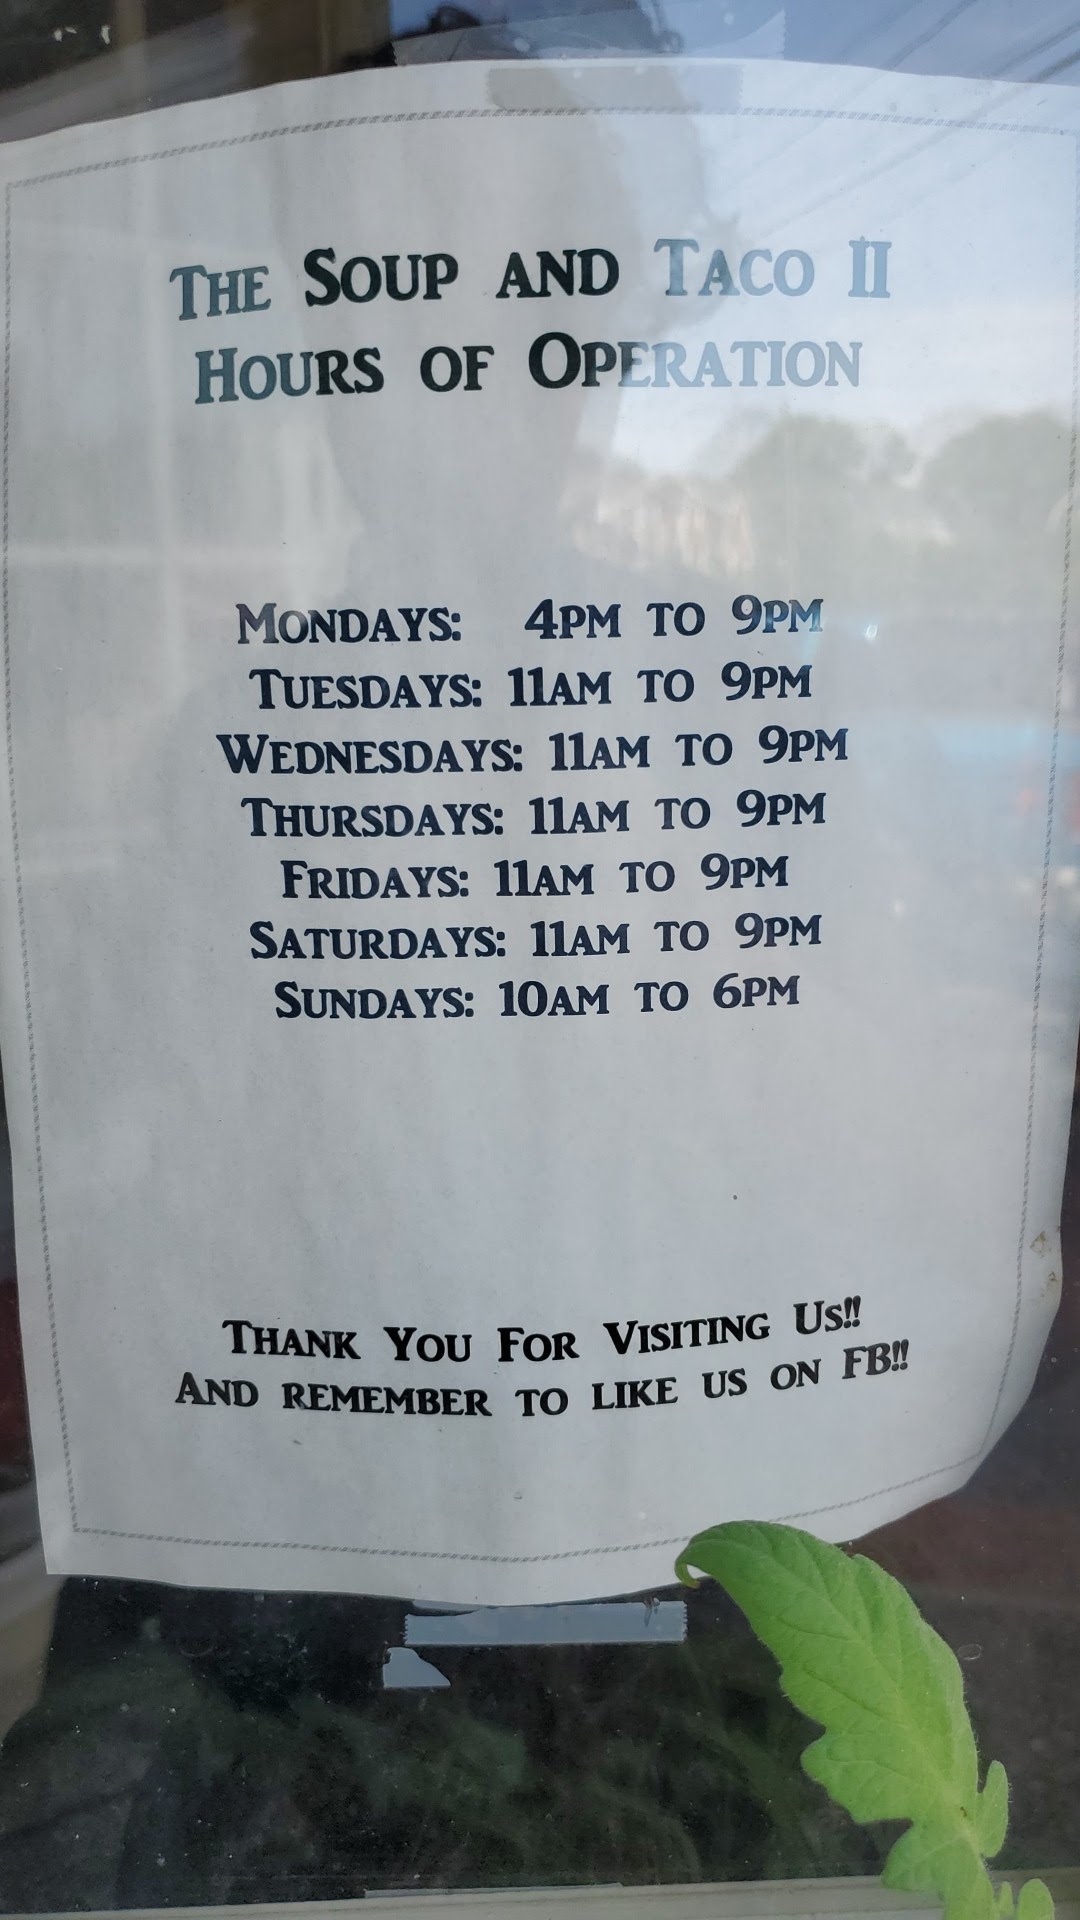 The Soup and Taco II
Hours of Operation
Mondays: 4pm to 9pm
Tuesdays: 11am to 9pm
Wednesdays: 11am to 9pm
Thursdays: 11am to 9pm
Fridays: 11am to 9pm
Saturdays: 11am to 9pm
Sundays: 10am to 6pm
Thank You For Visiting Us!!
And remember to like us on FB!!